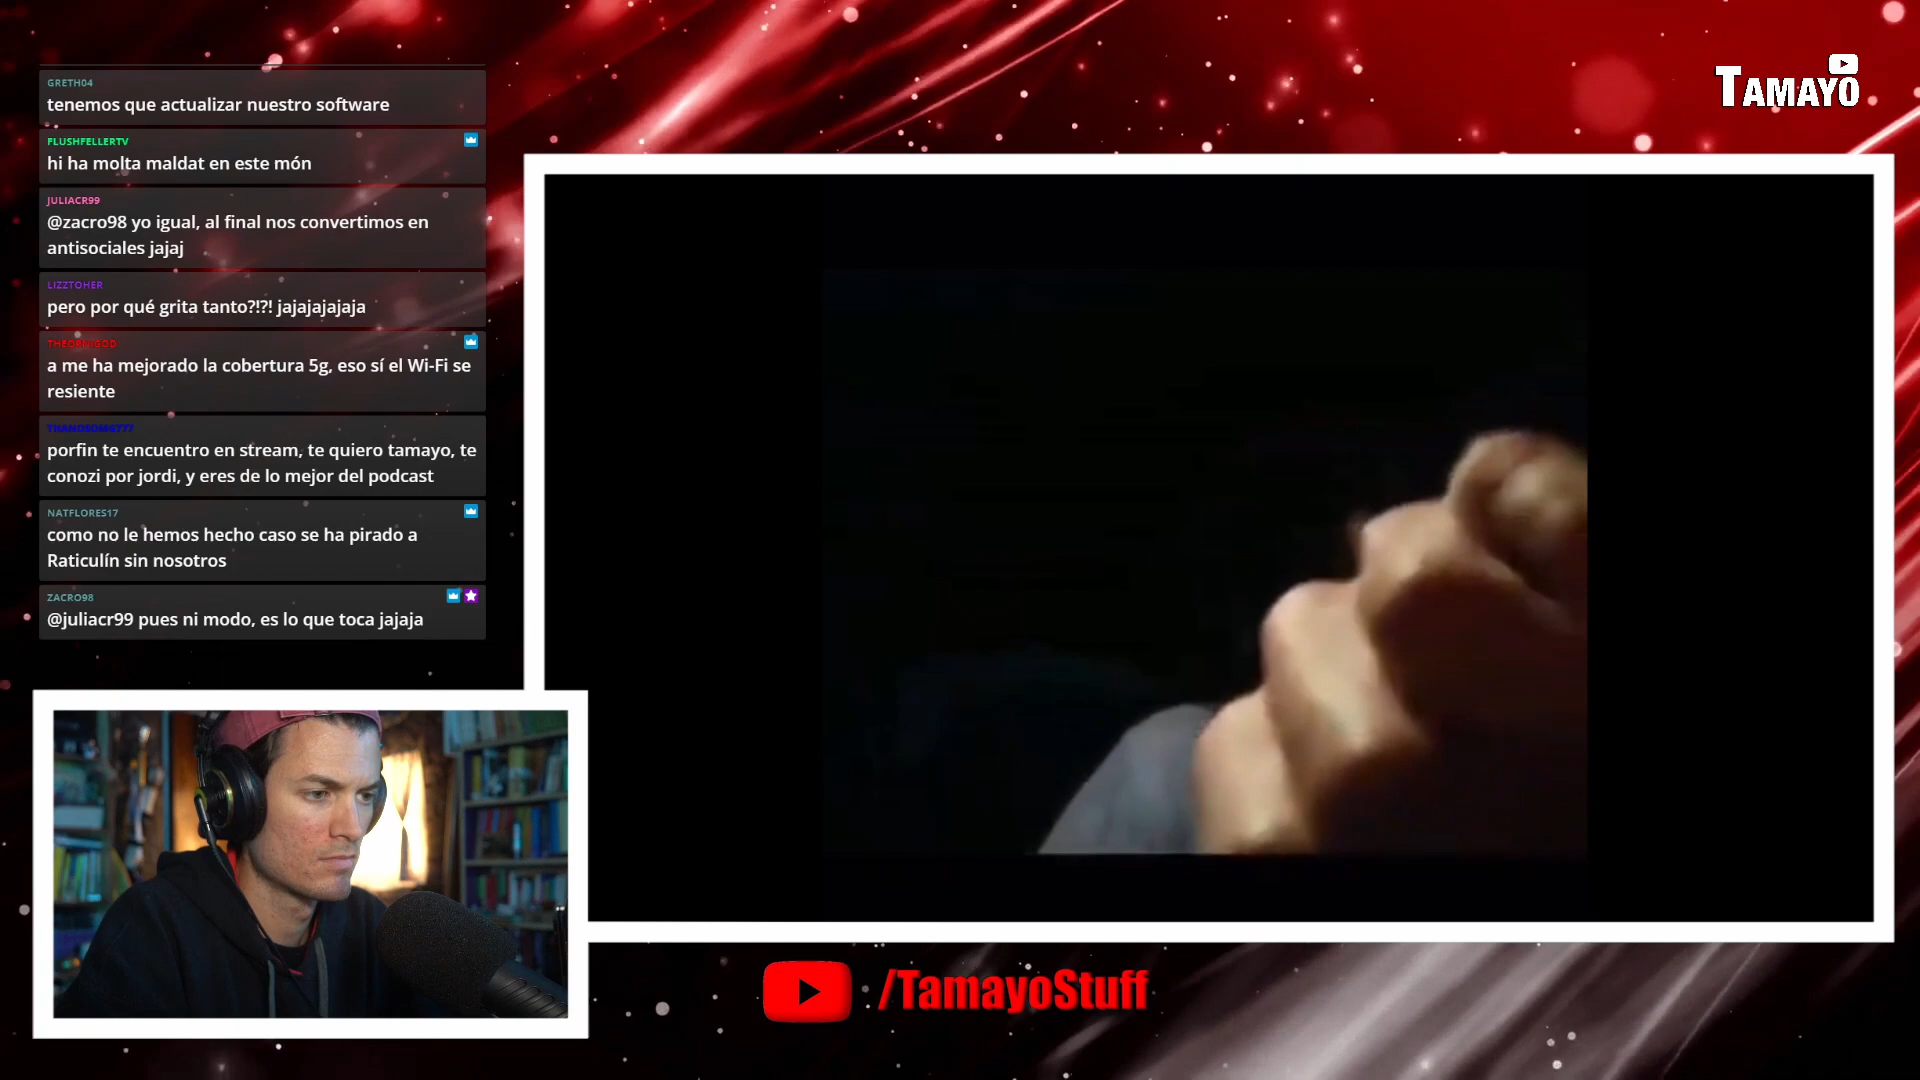 GRETH04
tenemos que actualizar nuestro software
FLUSHFELLERTV
hi ha molta maldat en este món
JULIACR99
@zacro98 yo igual, al final nos convertimos en
antisociales jajaj
LIZZTOHER
pero por qué grita tanto?!?! jajajajajaja
a me ha mejorado la cobertura 5g, eso sí el Wi-Fi se
resiente
porfin te encuentro en stream, te quiero tamayo, te
conozi por jordi, y eres de lo mejor del podcast
NATFLORES17
como no le hemos hecho caso se ha pirado a
Raticulín sin nosotros
ZACRO98
@juliacr99 pues ni modo, es lo que toca jajaja
TAMAYO
/TamayoStuff